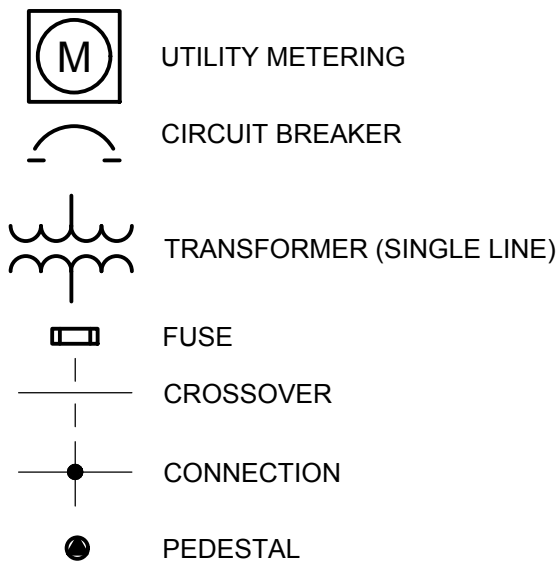 M
UTILITY METERING
CIRCUIT BREAKER
TRANSFORMER (SINGLE LINE)
FUSE
CROSSOVER
CONNECTION
PEDESTAL